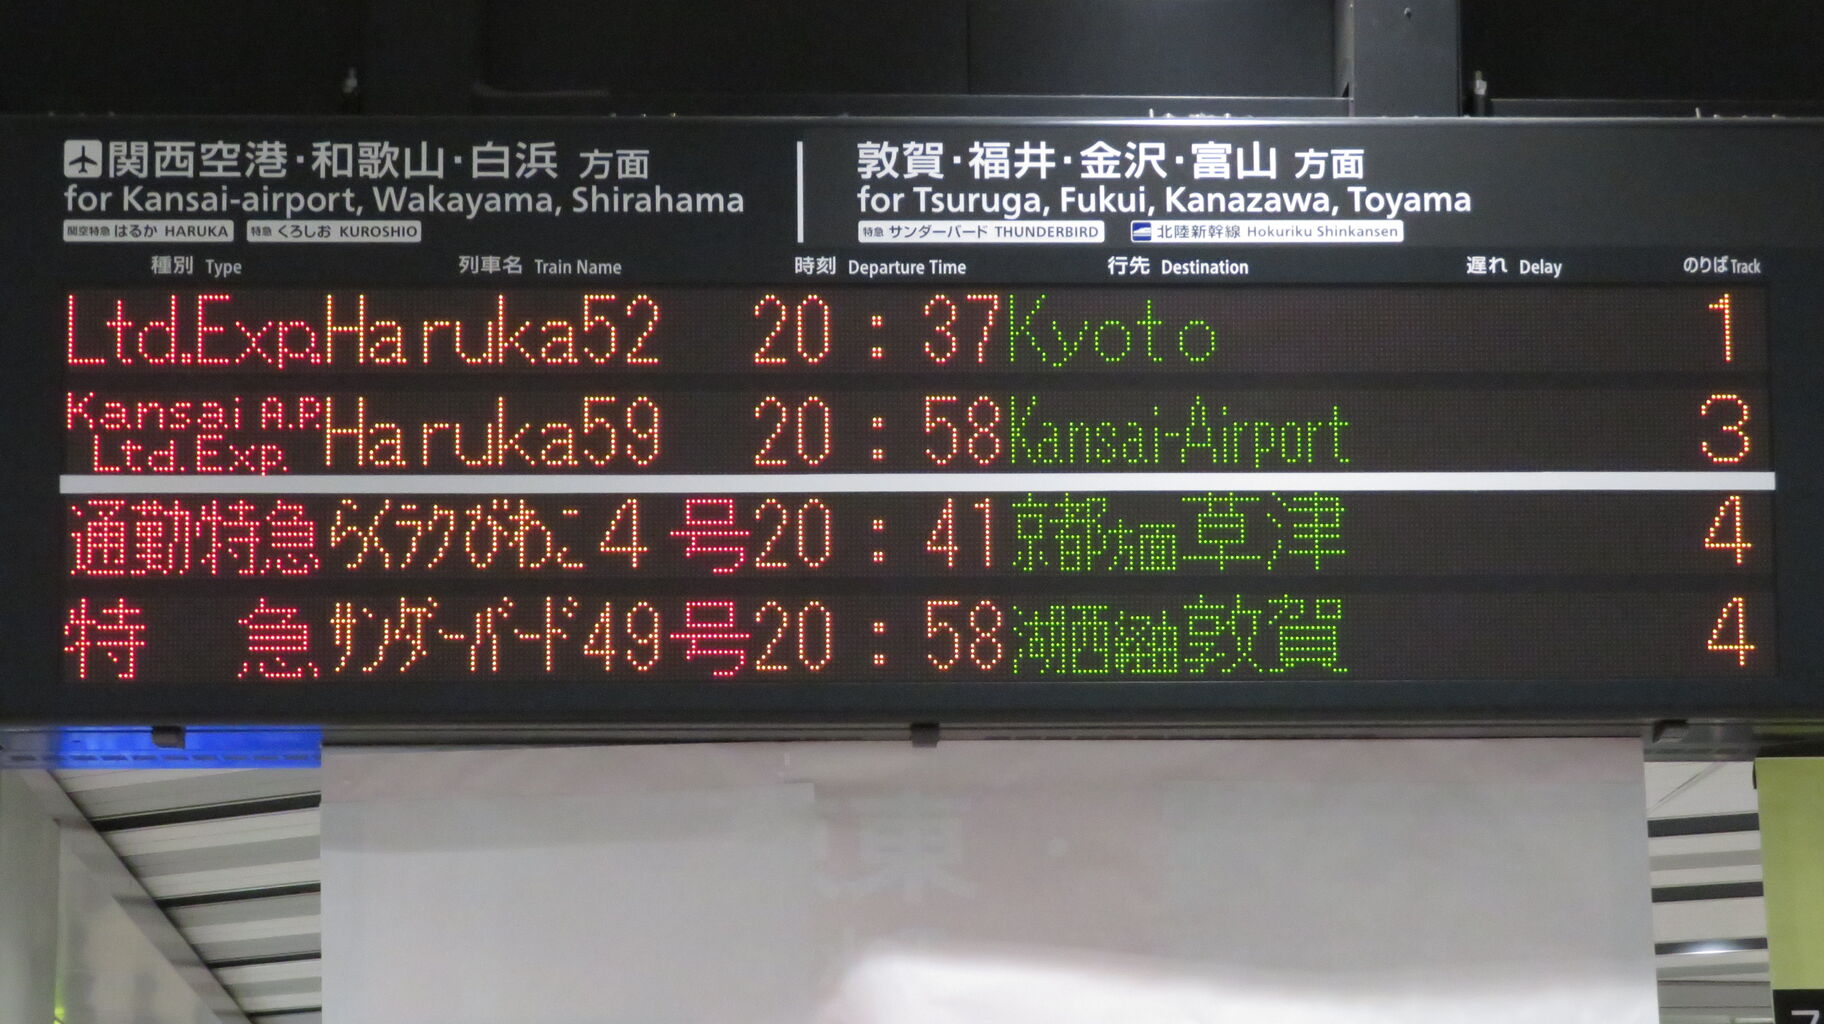 関西空港・和歌山・白浜 方面
for Kansai-airport, Wakayama, Shirahama
関空特急 はるか HARUKA 特急 くろしお KUROSHIO
敦賀・福井・金沢・富山 方面
for Tsuruga, Fukui, Kanazawa, Toyama
特急 サンダーバード THUNDERBIRD 北陸新幹線 Hokuriku Shinkansen
種別 Type 列車名 Train Name 時刻 Departure Time 行先 Destination 遅れ Delay のりば Track
Ltd.Exp. Haruka52 20:37 Kyoto 1
Kansai A.P. Ltd.Exp. Haruka59 20:58 Kansai-Airport 3
通勤特急 らくラクびわこ 4号 20:41 京都方面草津 4
特急 サンダーバード 49号 20:58 湖西経由敦賀 4
東